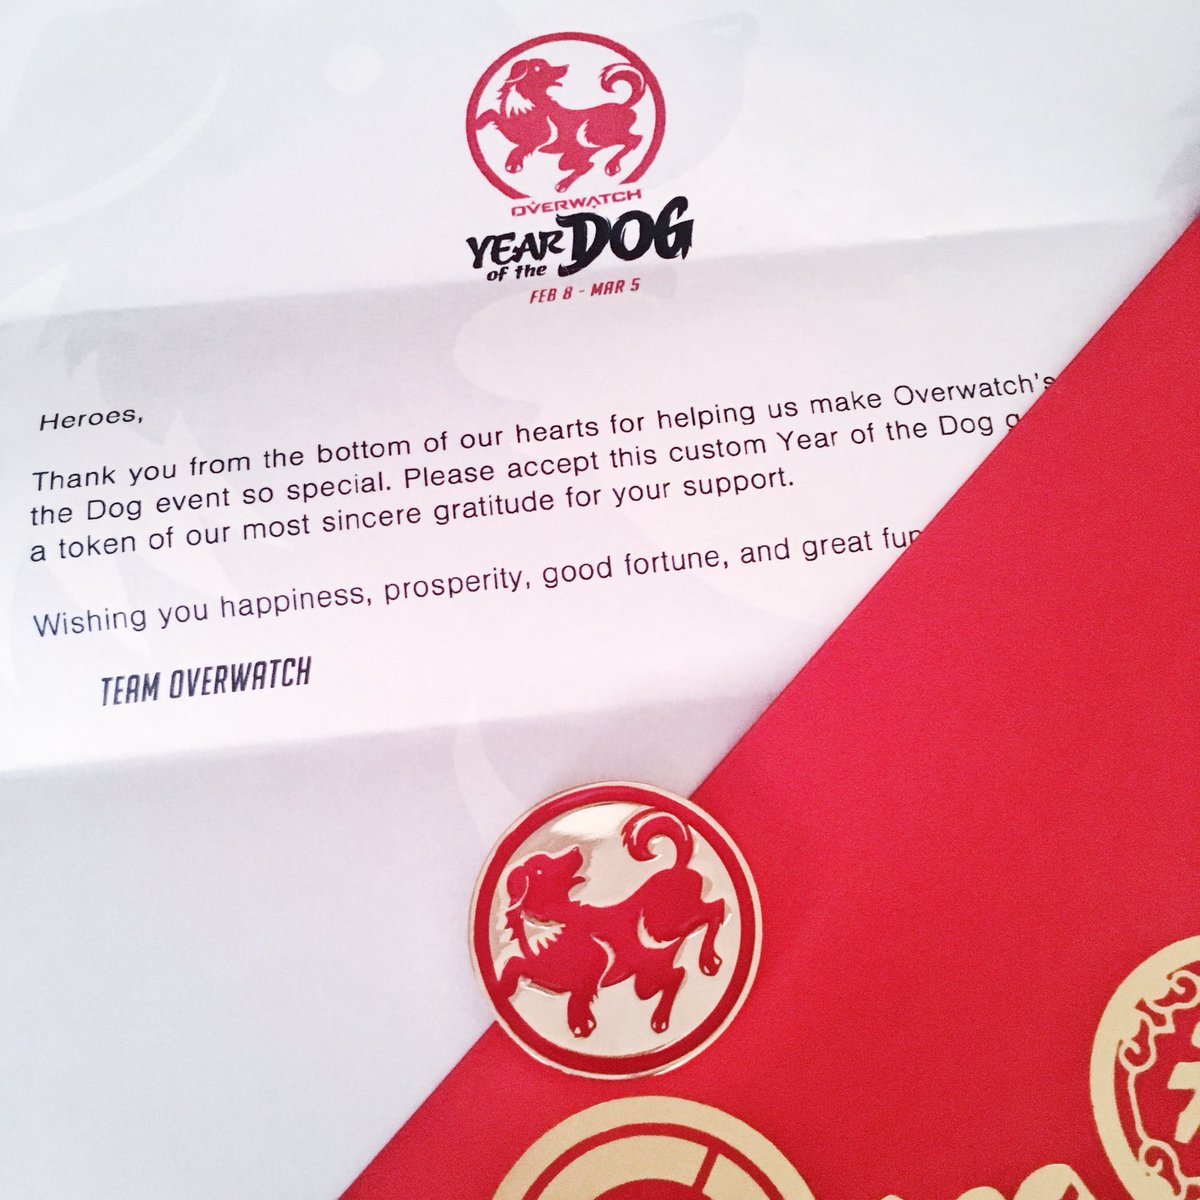 OVERWATCH
YEAR of the DOG
FEB 8 - MAR 5
Heroes,
Thank you from the bottom of our hearts for helping us make Overwatch's
the Dog event so special. Please accept this custom Year of the Dog
a token of our most sincere gratitude for your support.
Wishing you happiness, prosperity, good fortune, and great fun
TEAM OVERWATCH